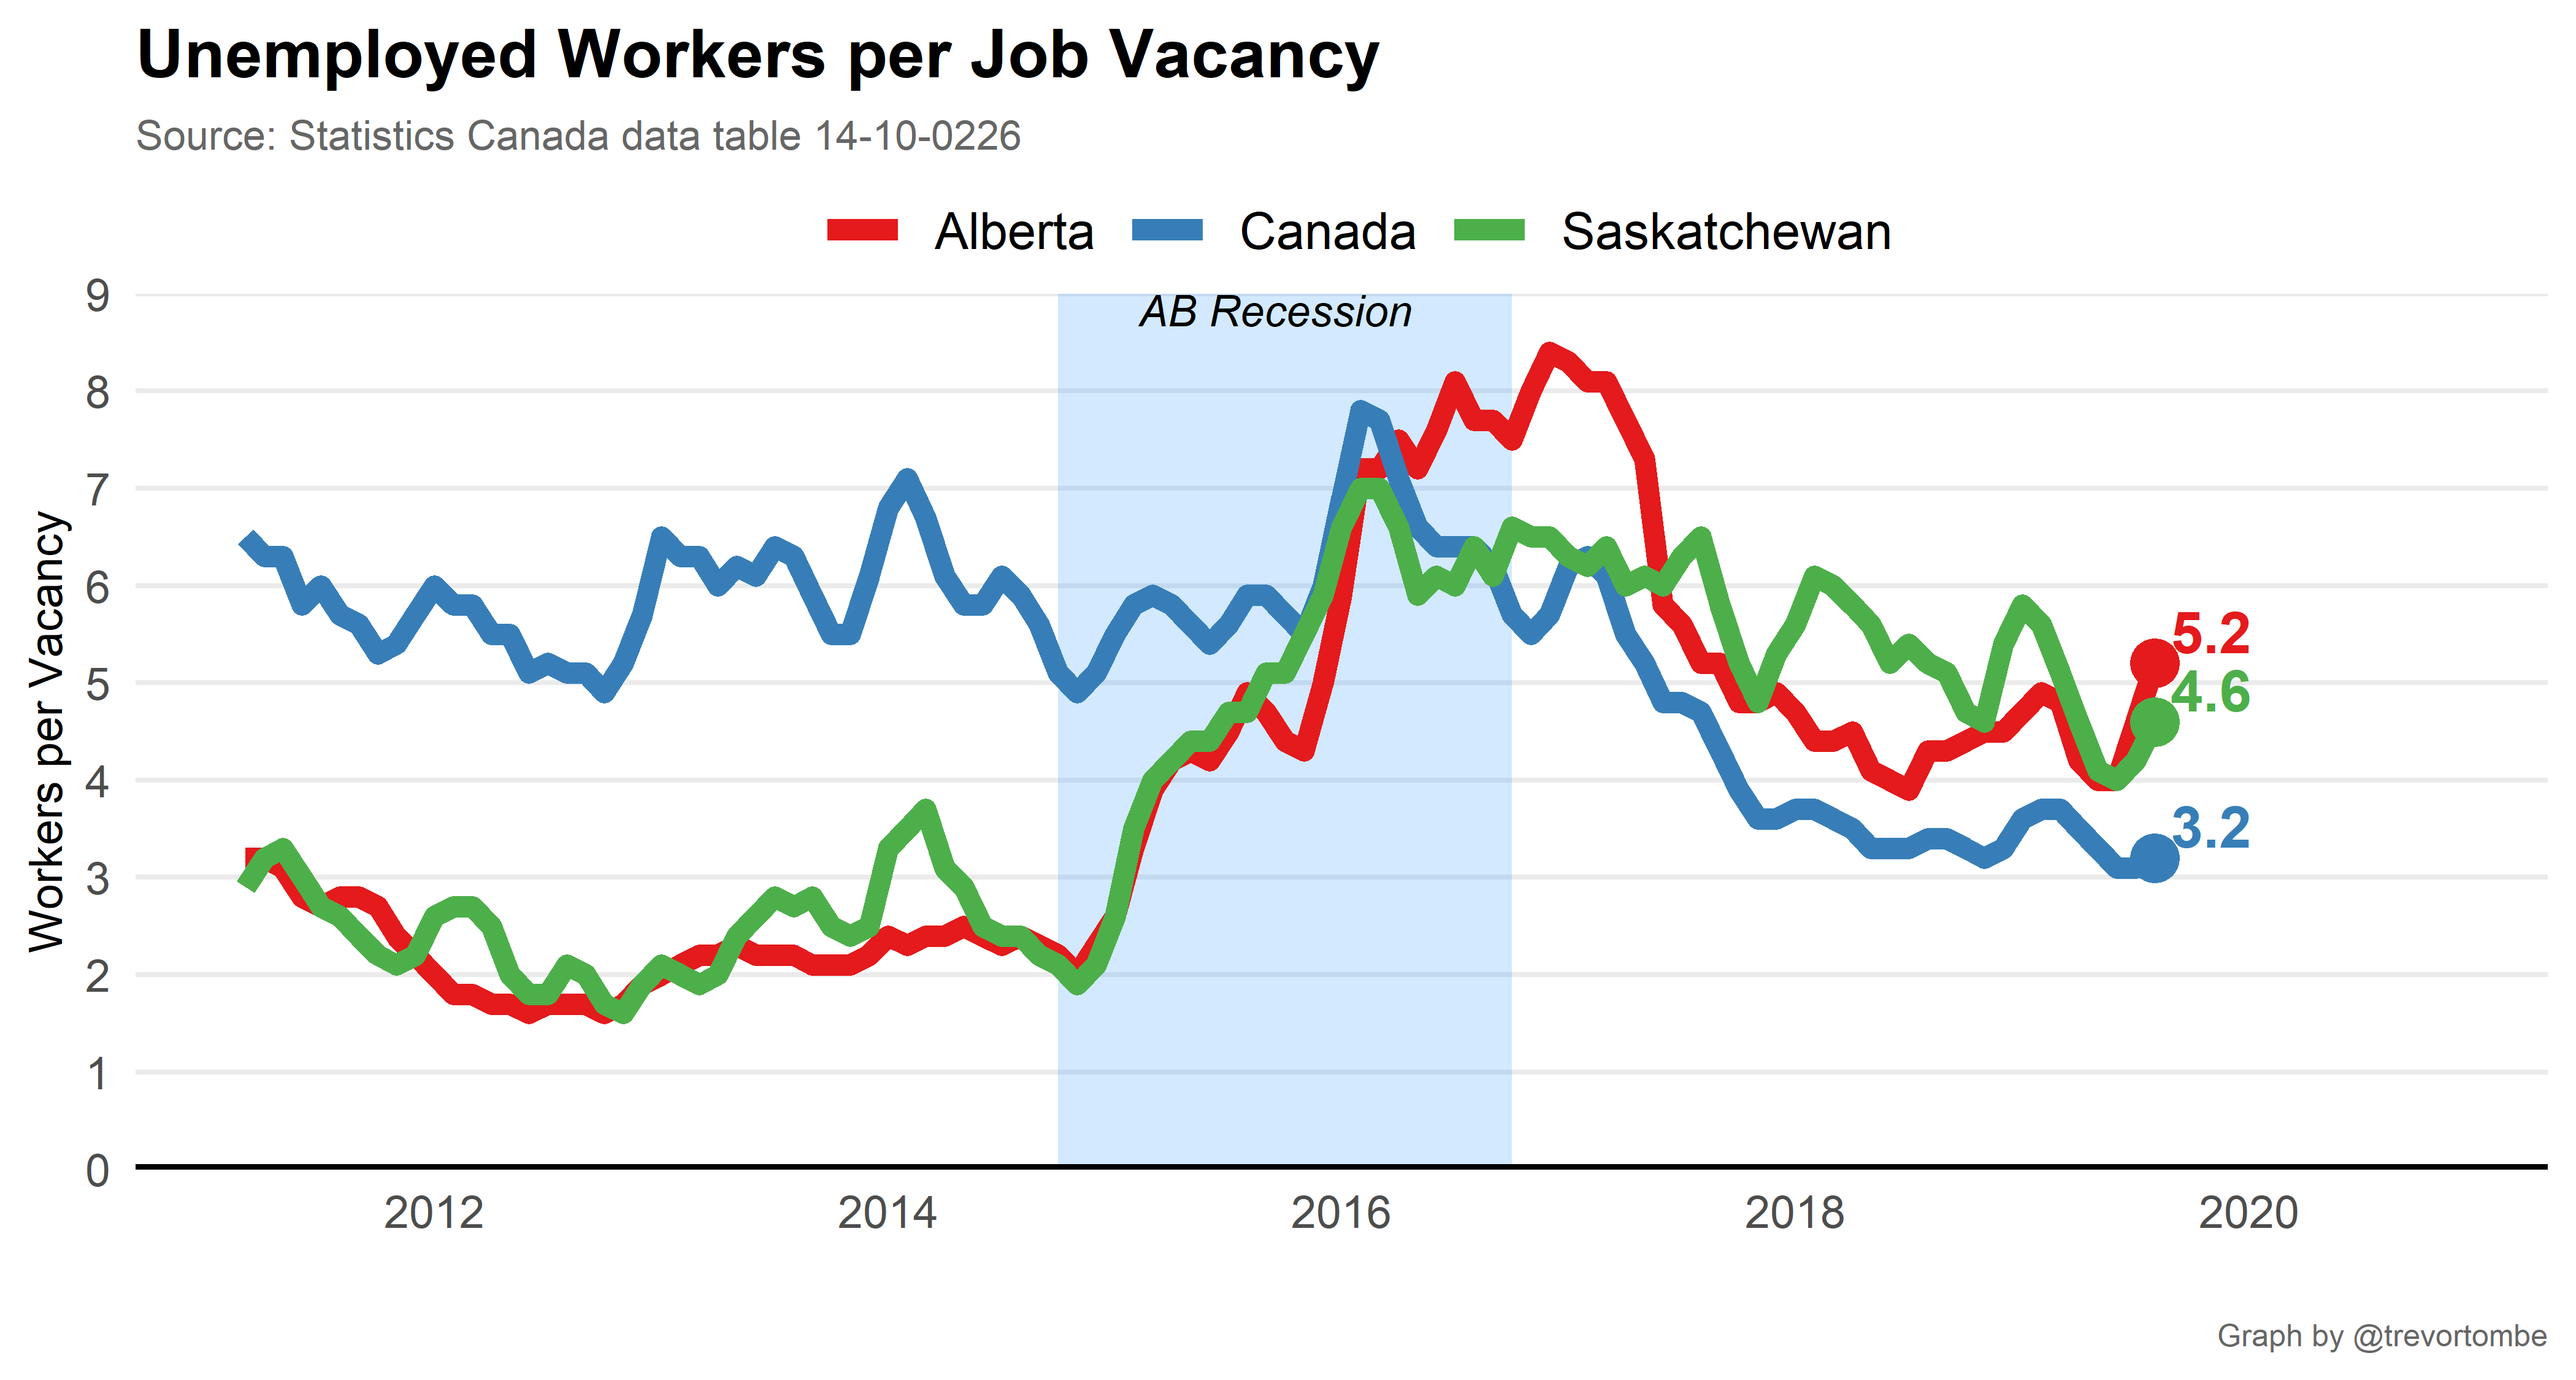 Unemployed Workers per Job Vacancy
Source: Statistics Canada data table 14-10-0226
Alberta Canada Saskatchewan
AB Recession
Workers per Vacancy
9
8
7
6
5
4
3
2
1
0
5.2
4.6
3.2
2012 2014 2016 2018 2020
Graph by @trevortombe